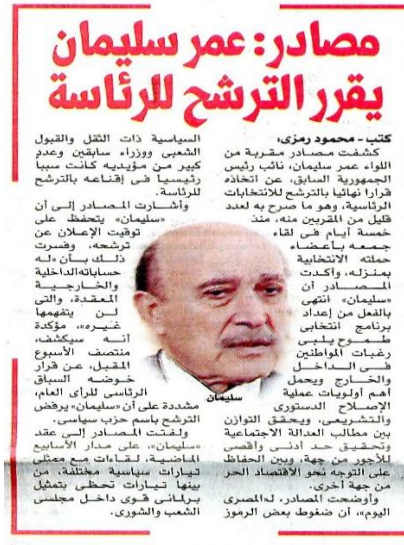 مصادر: عمر سليمان
يقرر الترشح للرئاسة
كتب - محمود رمزى:
كشفت مصادر مقربة من
اللواء عمر سليمان، نائب رئيس
الجمهورية السابق، عن اتخاذه
قرارا نهائيا بالترشح للانتخابات
الرئاسية، وهو ما صرح به لعدد
قليل من المقربين منه، منذ
خمسة أيام فى لقاء
جمعه بأعضاء
حملته الانتخابية
بمنزله، وأكدت
المصادر أن
«سليمان» انتهى
بالفعل من إعداد
برنامج انتخابى
طموح يلبى
رغبات المواطنين
فى الداخل
والخارج ويحمل
أهم أولويات عملية
الإصلاح الدستورى
والتشريعى، ويحقق التوازن
بين مطالب العدالة الاجتماعية
وتحقيق حد أدنى وأقصى
للأجور من جهة، وبين الحفاظ
على التوجه نحو الاقتصاد الحر
من جهة أخرى.
وأوضحت المصادر، لـ«المصرى
اليوم»، أن ضغوط بعض الرموز
السياسية ذات الثقل والقبول
الشعبى ووزراء سابقين وعدد
كبير من مؤيديه كانت سببا
رئيسيا فى إقناعه بالترشح
للرئاسة.
وأشارت المصادر إلى أن
«سليمان» يتحفظ على
توقيت الإعلان عن
ترشحه، وفسرت
ذلك بأن «له
حساباته الداخلية
والخارجية
المعقدة، والتى
لن يتفهمها
غيره»، مؤكدة
أنه سيكشف،
منتصف الأسبوع
المقبل، عن قرار
خوضه السباق
الرئاسى للرأى العام،
مشددة على أن «سليمان» يرفض
الترشح باسم حزب سياسى.
ولفتت المصادر إلى عقد
«سليمان»، على مدار الأسابيع
الماضية، لقاءات مع ممثلى
تيارات سياسية مختلفة، من
بينها تيارات تحظى بتمثيل
برلمانى قوى داخل مجلسى
الشعب والشورى.
سليمان